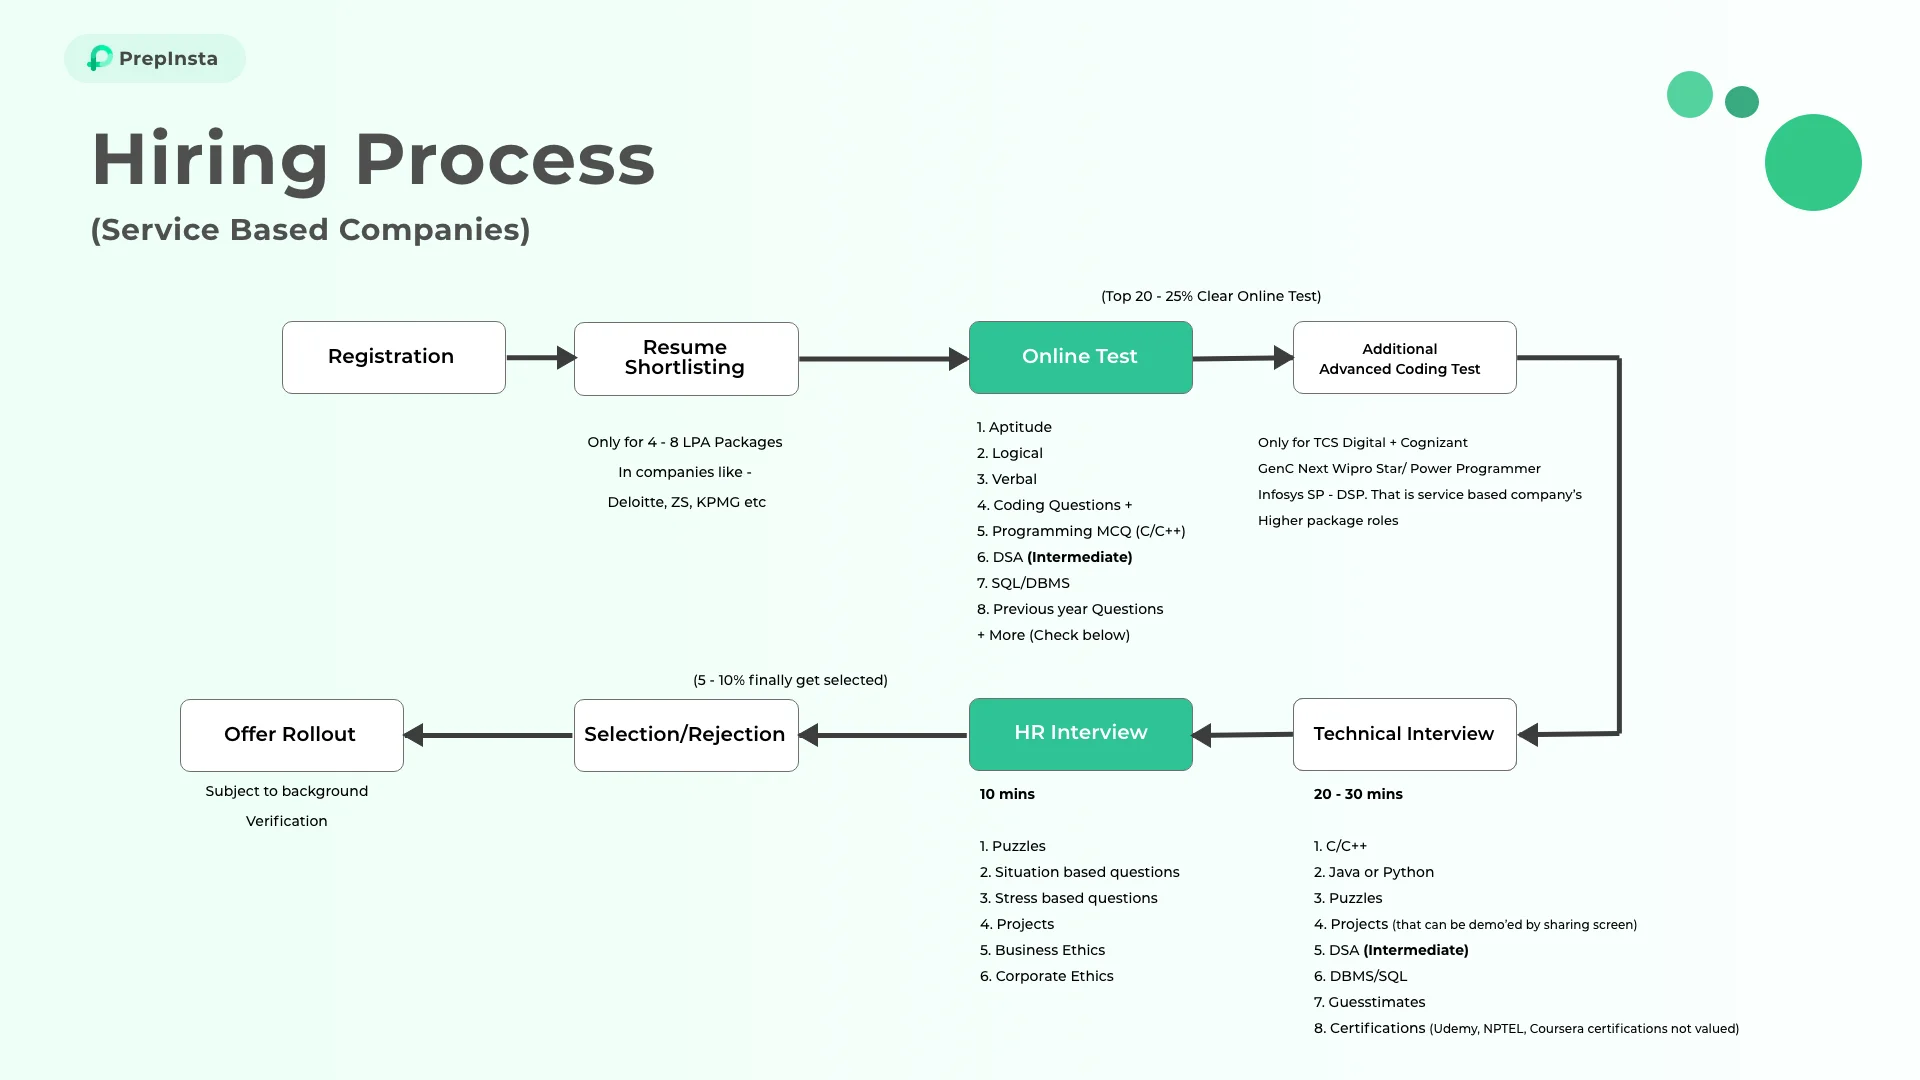 PrepInsta
Hiring Process
(Service Based Companies)
(Top 20 - 25% Clear Online Test)
Registration
Resume
Shortlisting
Online Test
Additional
Advanced Coding Test
Only for 4 - 8 LPA Packages
In companies like -
Deloitte, ZS, KPMG etc
1. Aptitude
2. Logical
3. Verbal
4. Coding Questions +
5. Programming MCQ (C/C++)
6. DSA (Intermediate)
7. SQL/DBMS
8. Previous year Questions
+ More (Check below)
Only for TCS Digital + Cognizant
GenC Next Wipro Star/ Power Programmer
Infosys SP - DSP. That is service based company’s
Higher package roles
(5 - 10% finally get selected)
Offer Rollout
Selection/Rejection
HR Interview
Technical Interview
Subject to background
Verification
10 mins
1. Puzzles
2. Situation based questions
3. Stress based questions
4. Projects
5. Business Ethics
6. Corporate Ethics
20 - 30 mins
1. C/C++
2. Java or Python
3. Puzzles
4. Projects (that can be demo’ed by sharing screen)
5. DSA (Intermediate)
6. DBMS/SQL
7. Guesstimates
8. Certifications (Udemy, NPTEL, Coursera certifications not valued)